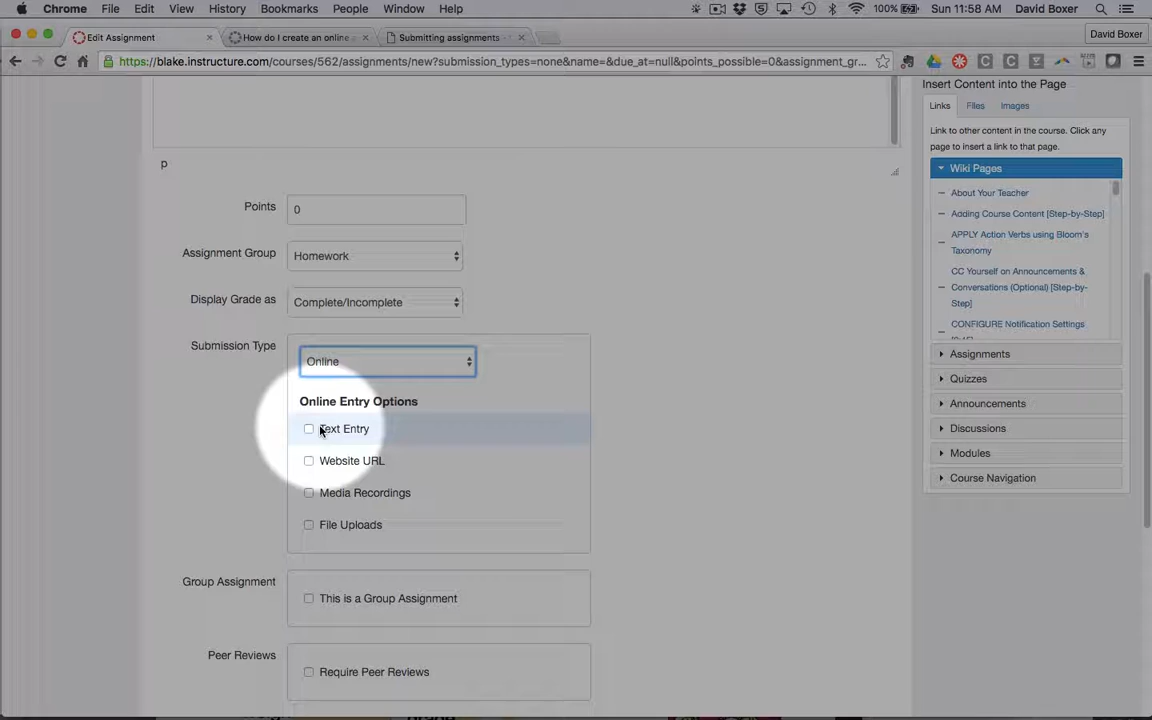 Chrome File Edit View History Bookmarks People Window Help 100% Sun 11:58 AM David Boxer
Edit Assignment How do I create an online Submitting assignments - David Boxer
https://blake.instructure.com/courses/562/assignments/new?submission_types=none&name=&due_at=null&points_possible=0&assignment_gr...
Insert Content into the Page
Links Files Images
Link to other content in the course. Click any
page to insert a link to that page.
Wiki Pages
About Your Teacher
Adding Course Content [Step-by-Step]
APPLY Action Verbs using Bloom's
Taxonomy
CC Yourself on Announcements &
Conversations (Optional) [Step-by-
Step]
CONFIGURE Notification Settings
Assignments
Quizzes
Announcements
Discussions
Modules
Course Navigation
p
Points 0
Assignment Group Homework
Display Grade as Complete/Incomplete
Submission Type Online
Online Entry Options
Text Entry
Website URL
Media Recordings
File Uploads
Group Assignment This is a Group Assignment
Peer Reviews Require Peer Reviews